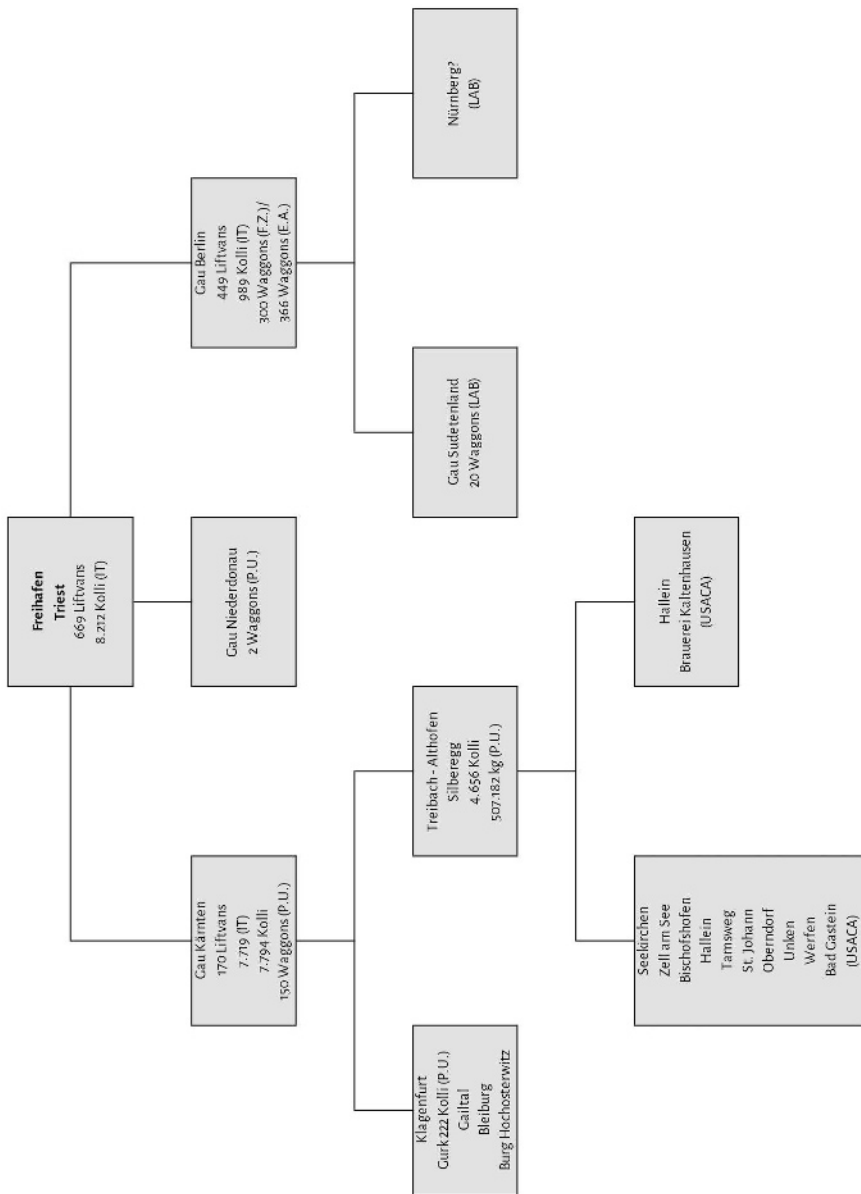 Freihafen
Triest
669 Liftvans
8.212 Kolli (IT)
Gau Kärnten
170 Liftvans
7.719 (IT)
7.794 Kolli
150 Waggons (P.U.)
Gau Niederdonau
2 Waggons (P.U.)
Gau Berlin
449 Liftvans
989 Kolli (IT)
300 Waggons (F.Z.)/
366 Waggons (E.A.)
Klagenfurt
Gurk 222 Kolli (P.U.)
Gailtal
Bleiburg
Burg Hochosterwitz
Treibach - Althofen
Silberegg
4.656 Kolli
507.182 kg (P.U.)
Gau Sudetenland
20 Waggons (LAB)
Nürnberg?
(LAB)
Seekirchen
Zell am See
Bischofshofen
Hallein
Tamsweg
St. Johann
Oberndorf
Unken
Werfen
Bad Gastein
(USACA)
Hallein
Brauerei Kaltenhausen
(USACA)